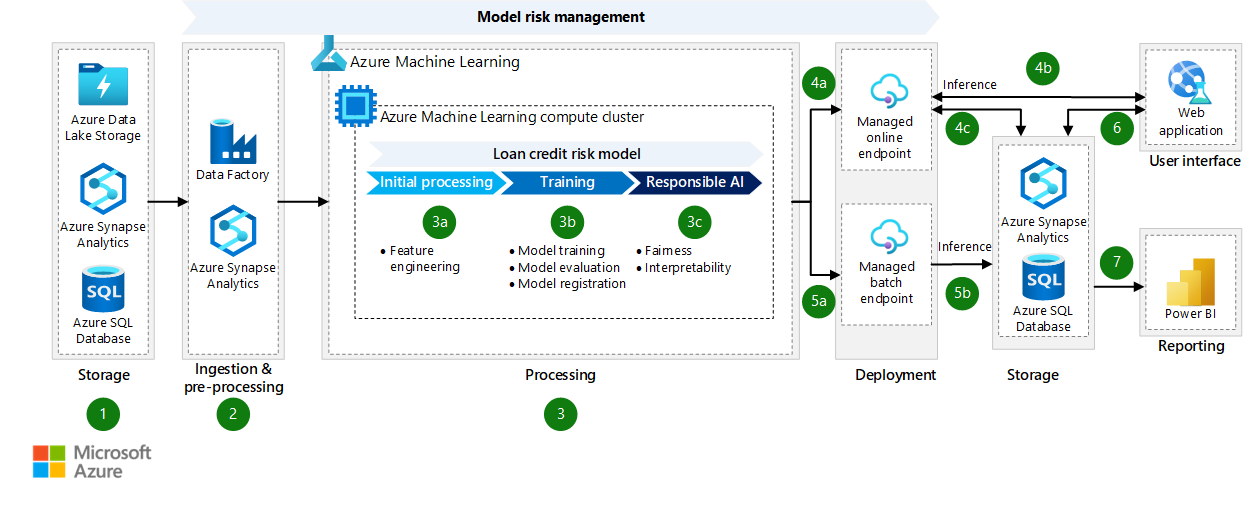 Model risk management
Azure Data
Lake Storage
Azure Synapse
Analytics
SQL
Azure SQL
Database
Storage
1
Data Factory
Azure Synapse
Analytics
Ingestion &
pre-processing
2
Azure Machine Learning
Azure Machine Learning compute cluster
Loan credit risk model
Initial processing
Training
Responsible AI
3a
3b
3c
• Feature
engineering
• Model training
• Model evaluation
• Model registration
• Fairness
• Interpretability
Processing
3
4a
5a
Managed
online
endpoint
Managed
batch
endpoint
Deployment
Inference
4b
4c
6
Inference
5b
Azure Synapse
Analytics
SQL
Azure SQL
Database
Storage
Web
application
User interface
7
Power BI
Reporting
Microsoft
Azure